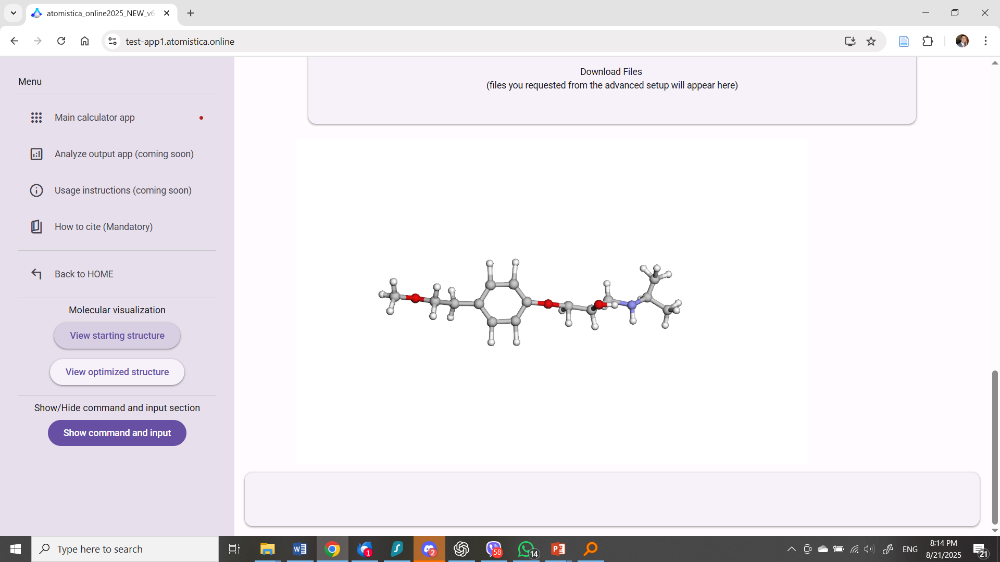 atomistica_online2025_NEW_v6
test-app1.atomistica.online
Menu
Main calculator app
Analyze output app (coming soon)
Usage instructions (coming soon)
How to cite (Mandatory)
Back to HOME
Molecular visualization
View starting structure
View optimized structure
Show/Hide command and input section
Show command and input
Download Files
(files you requested from the advanced setup will appear here)
Type here to search
1
2
58
14
ENG
8:14 PM
8/21/2025
21